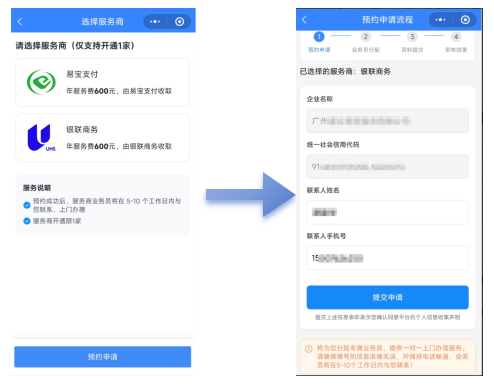 选择服务商
请选择服务商（仅支持开通1家）
易宝支付
年服务费600元，由易宝支付收取
UMS
银联商务
年服务费600元，由银联商务收取
服务说明
预约成功后，服务商业务员将在 5-10 个工作日内与
您联系，上门办理
服务商开通限1家
预约申请
预约申请流程
1
2
3
4
预约申请
业务员分配
资料提交
审核结果
已选择的服务商：银联商务
企业名称
广州
统一社会信用代码
91
联系人姓名
联系人手机号
15
提交申请
提交上述信息表即表示您确认同意平台的个人信息收集声明
将为您分配专属业务员，提供一对一上门办理服务。
请确保填写的信息准确无误，并保持电话畅通，业务
员将在5-10个工作日内与您联系！